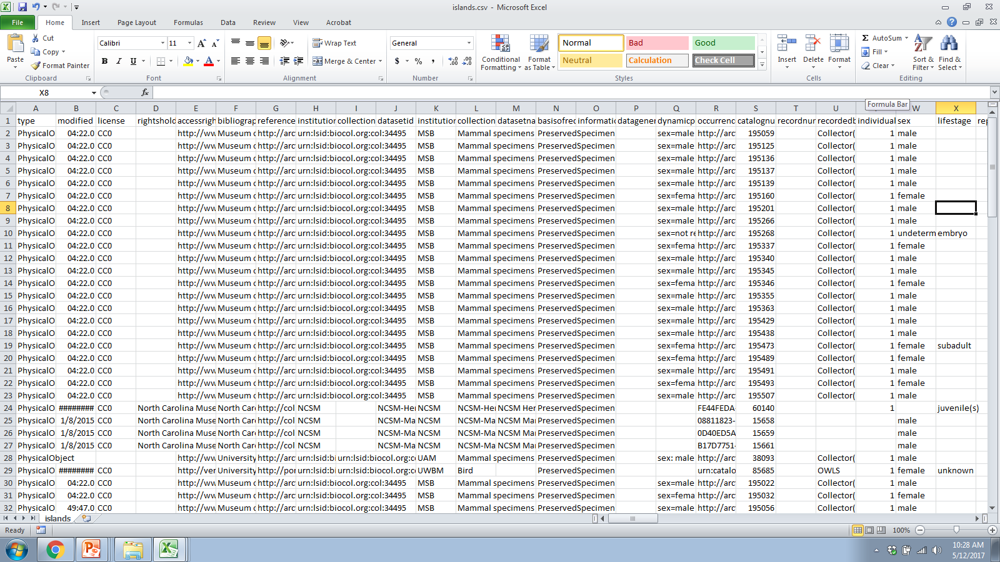 islands.csv - Microsoft Excel
File Home Insert Page Layout Formulas Data Review View Acrobat
Paste Cut Copy Format Painter Clipboard
Calibri 11 B I U Font
Wrap Text Merge & Center Alignment
General $ % , Number
Conditional Formatting Format as Table Normal Bad Good Neutral Calculation Check Cell Styles
Insert Delete Format Cells
AutoSum Fill Clear Sort & Filter Find & Select Editing
X8 fx
Formula Bar
A B C D E F G H I J K L M N O P Q R S T U W X
1 type modified license rightshold accessrigh bibliograp reference institution collection datasetid institution collection datasetna basisofred informatic datagener dynamicp occurrenc catalognu recordnun recordedb individual sex lifestage rep
2 PhysicalO 04:22.0 CC0 http://ww Museum c http://arc urn:lsid:biocol.org:col:34495 MSB Mammal specimens PreservedSpecimen sex=male http://arc 195059 Collector( 1 male
3 PhysicalO 04:22.0 CC0 http://ww Museum c http://arc urn:lsid:biocol.org:col:34495 MSB Mammal specimens PreservedSpecimen sex=male http://arc 195125 Collector( 1 male
4 PhysicalO 04:22.0 CC0 http://ww Museum c http://arc urn:lsid:biocol.org:col:34495 MSB Mammal specimens PreservedSpecimen sex=male http://arc 195136 Collector( 1 male
5 PhysicalO 04:22.0 CC0 http://ww Museum c http://arc urn:lsid:biocol.org:col:34495 MSB Mammal specimens PreservedSpecimen sex=male http://arc 195137 Collector( 1 male
6 PhysicalO 04:22.0 CC0 http://ww Museum c http://arc urn:lsid:biocol.org:col:34495 MSB Mammal specimens PreservedSpecimen sex=male http://arc 195139 Collector( 1 male
7 PhysicalO 04:22.0 CC0 http://ww Museum c http://arc urn:lsid:biocol.org:col:34495 MSB Mammal specimens PreservedSpecimen sex=fema http://arc 195160 Collector( 1 female
8 PhysicalO 04:22.0 CC0 http://ww Museum c http://arc urn:lsid:biocol.org:col:34495 MSB Mammal specimens PreservedSpecimen sex=male http://arc 195201 Collector( 1 male
9 PhysicalO 04:22.0 CC0 http://ww Museum c http://arc urn:lsid:biocol.org:col:34495 MSB Mammal specimens PreservedSpecimen sex=male http://arc 195266 Collector( 1 male
10 PhysicalO 04:22.0 CC0 http://ww Museum c http://arc urn:lsid:biocol.org:col:34495 MSB Mammal specimens PreservedSpecimen sex=not re http://arc 195268 Collector( 1 undeterm embryo
11 PhysicalO 04:22.0 CC0 http://ww Museum c http://arc urn:lsid:biocol.org:col:34495 MSB Mammal specimens PreservedSpecimen sex=fema http://arc 195337 Collector( 1 female
12 PhysicalO 04:22.0 CC0 http://ww Museum c http://arc urn:lsid:biocol.org:col:34495 MSB Mammal specimens PreservedSpecimen sex=male http://arc 195340 Collector( 1 male
13 PhysicalO 04:22.0 CC0 http://ww Museum c http://arc urn:lsid:biocol.org:col:34495 MSB Mammal specimens PreservedSpecimen sex=male http://arc 195345 Collector( 1 male
14 PhysicalO 04:22.0 CC0 http://ww Museum c http://arc urn:lsid:biocol.org:col:34495 MSB Mammal specimens PreservedSpecimen sex=fema http://arc 195346 Collector( 1 female
15 PhysicalO 04:22.0 CC0 http://ww Museum c http://arc urn:lsid:biocol.org:col:34495 MSB Mammal specimens PreservedSpecimen sex=male http://arc 195355 Collector( 1 male
16 PhysicalO 04:22.0 CC0 http://ww Museum c http://arc urn:lsid:biocol.org:col:34495 MSB Mammal specimens PreservedSpecimen sex=male http://arc 195363 Collector( 1 male
17 PhysicalO 04:22.0 CC0 http://ww Museum c http://arc urn:lsid:biocol.org:col:34495 MSB Mammal specimens PreservedSpecimen sex=male http://arc 195429 Collector( 1 male
18 PhysicalO 04:22.0 CC0 http://ww Museum c http://arc urn:lsid:biocol.org:col:34495 MSB Mammal specimens PreservedSpecimen sex=male http://arc 195438 Collector( 1 male
19 PhysicalO 04:22.0 CC0 http://ww Museum c http://arc urn:lsid:biocol.org:col:34495 MSB Mammal specimens PreservedSpecimen sex=fema http://arc 195473 Collector( 1 female subadult
20 PhysicalO 04:22.0 CC0 http://ww Museum c http://arc urn:lsid:biocol.org:col:34495 MSB Mammal specimens PreservedSpecimen sex=fema http://arc 195489 Collector( 1 female
21 PhysicalO 04:22.0 CC0 http://ww Museum c http://arc urn:lsid:biocol.org:col:34495 MSB Mammal specimens PreservedSpecimen sex=male http://arc 195491 Collector( 1 male
22 PhysicalO 04:22.0 CC0 http://ww Museum c http://arc urn:lsid:biocol.org:col:34495 MSB Mammal specimens PreservedSpecimen sex=fema http://arc 195493 Collector( 1 female
23 PhysicalO 04:22.0 CC0 http://ww Museum c http://arc urn:lsid:biocol.org:col:34495 MSB Mammal specimens PreservedSpecimen sex=male http://arc 195507 Collector( 1 male
24 PhysicalO ######## CC0 North Carolina Muse North Car http://col NCSM NCSM-Her NCSM NCSM-He NCSM Her PreservedSpecimen FE44FEDA- 60140 1 juvenile(s)
25 PhysicalO 1/8/2015 CC0 North Carolina Muse North Car http://col NCSM NCSM-Ma NCSM NCSM-Ma NCSM Mar PreservedSpecimen 08811823- 15658 male
26 PhysicalO 1/8/2015 CC0 North Carolina Muse North Car http://col NCSM NCSM-Ma NCSM NCSM-Ma NCSM Mar PreservedSpecimen 0D40ED5A 15659 male
27 PhysicalO 1/8/2015 CC0 North Carolina Muse North Car http://col NCSM NCSM-Ma NCSM NCSM-Ma NCSM Mar PreservedSpecimen B17D7751- 15661 male
28 PhysicalObject http://ww University http://arc urn:lsid:bi urn:lsid:biocol.org:c UAM Mammal specimens PreservedSpecimen sex: male http://arc 38093 Collector( 1 male
29 PhysicalO ######## CC0 http://ver University http://por urn:lsid:bi urn:lsid:biocol.org:c UWBM Bird PreservedSpecimen urn:catalo 85685 OWLS 1 female unknown
30 PhysicalO 04:22.0 CC0 http://ww Museum c http://arc urn:lsid:biocol.org:col:34495 MSB Mammal specimens PreservedSpecimen sex=male http://arc 195022 Collector( 1 male
31 PhysicalO 04:22.0 CC0 http://ww Museum c http://arc urn:lsid:biocol.org:col:34495 MSB Mammal specimens PreservedSpecimen sex=fema http://arc 195032 Collector( 1 female
32 PhysicalO 49:47.0 CC0 http://ww Museum c http://arc urn:lsid:biocol.org:col:34495 MSB Mammal specimens PreservedSpecimen sex=male http://arc 195056 Collector( 1 male
islands
Ready 100%
10:28 AM
5/12/2017